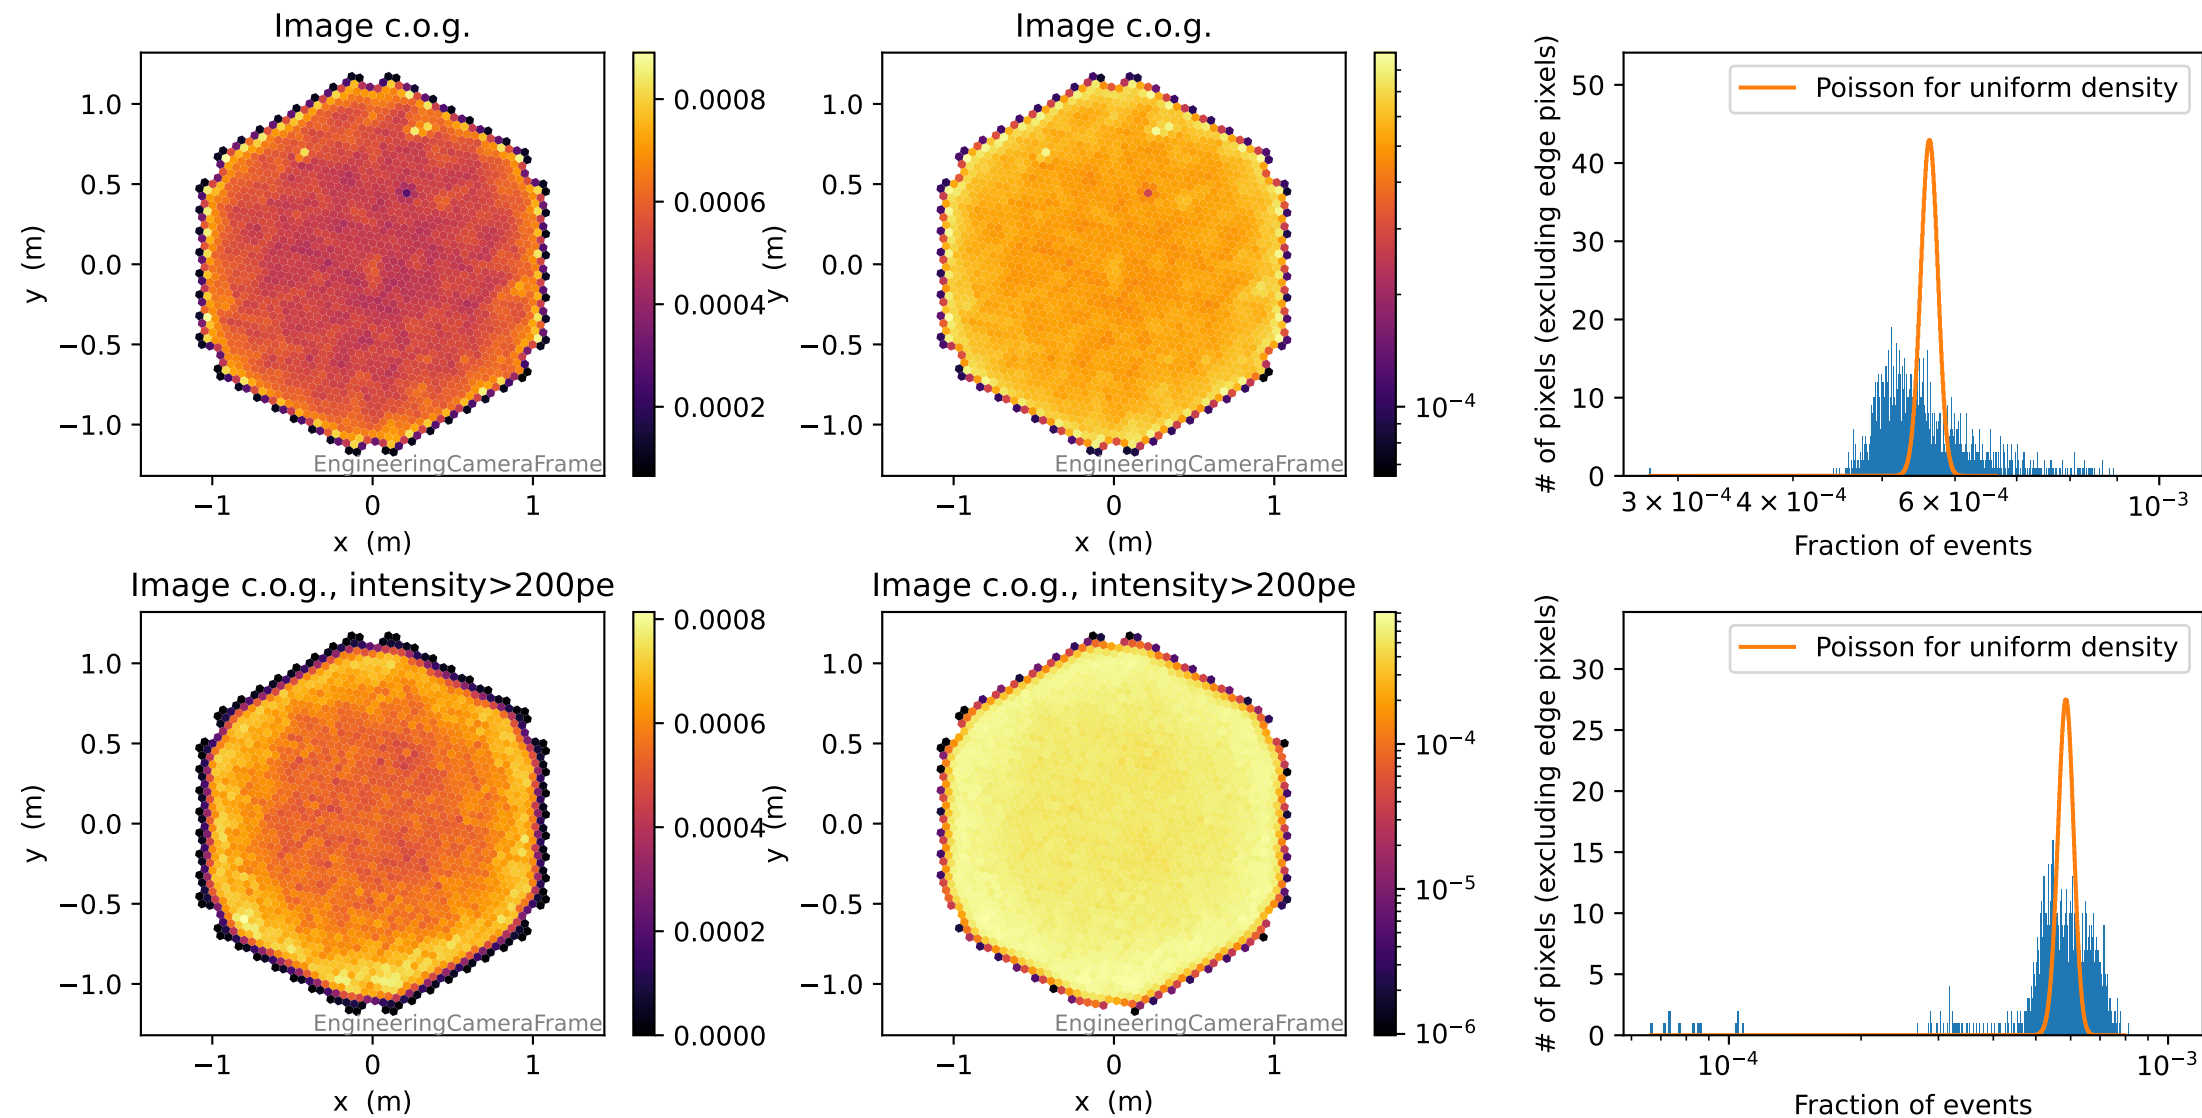 Image c.o.g.
1.0
0.5
0.0
−0.5
−1.0
y (m)
−1
0
1
x (m)
EngineeringCameraFrame
0.0008
0.0006
0.0004
0.0002
Image c.o.g.
1.0
0.5
0.0
−0.5
−1.0
y (m)
−1
0
1
x (m)
EngineeringCameraFrame
10⁻⁴
Poisson for uniform density
50
40
30
20
10
0
# of pixels (excluding edge pixels)
3 × 10⁻⁴
4 × 10⁻⁴
6 × 10⁻⁴
10⁻³
Fraction of events
Image c.o.g., intensity>200pe
1.0
0.5
0.0
−0.5
−1.0
y (m)
−1
0
1
x (m)
EngineeringCameraFrame
0.0008
0.0006
0.0004
0.0002
0.0000
Image c.o.g., intensity>200pe
1.0
0.5
0.0
−0.5
−1.0
y (m)
−1
0
1
x (m)
EngineeringCameraFrame
10⁻⁴
10⁻⁵
10⁻⁶
Poisson for uniform density
30
25
20
15
10
5
0
# of pixels (excluding edge pixels)
10⁻⁴
10⁻³
Fraction of events